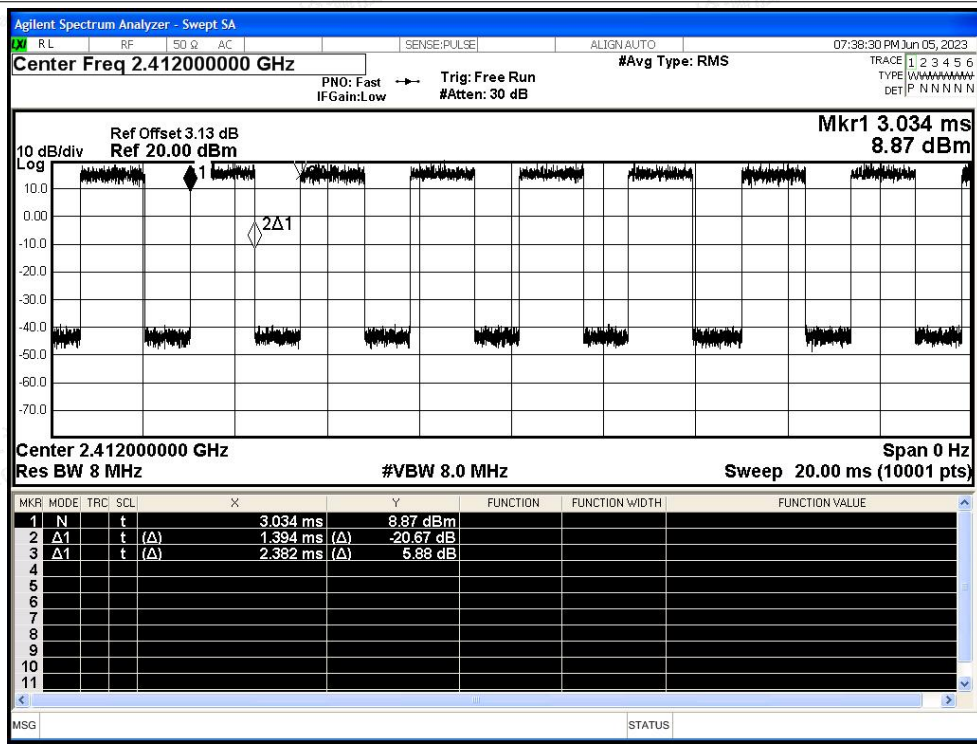 Agilent Spectrum Analyzer - Swept SA
LXI RL RF 50 Ω AC SENSE:PULSE ALIGN AUTO 07:38:30 PM Jun 05, 2023
Center Freq 2.412000000 GHz #Avg Type: RMS TRACE 1 2 3 4 5 6
PNO: Fast Trig: Free Run TYPE WWWWWW
IFGain:Low #Atten: 30 dB DET P N N N N N
Mkr1 3.034 ms
Ref Offset 3.13 dB
10 dB/div Ref 20.00 dBm 8.87 dBm
Log
1
10.0
0.00
2Δ1
-10.0
-20.0
-30.0
-40.0
-50.0
-60.0
-70.0
Center 2.412000000 GHz Span 0 Hz
Res BW 8 MHz #VBW 8.0 MHz Sweep 20.00 ms (10001 pts)
MKR MODE TRC SCL X Y FUNCTION FUNCTION WIDTH FUNCTION VALUE
1 N t 3.034 ms 8.87 dBm
2 Δ1 t (Δ) 1.394 ms (Δ) -20.67 dB
3 Δ1 t (Δ) 2.382 ms (Δ) 5.88 dB
4
5
6
7
8
9
10
11
MSG STATUS